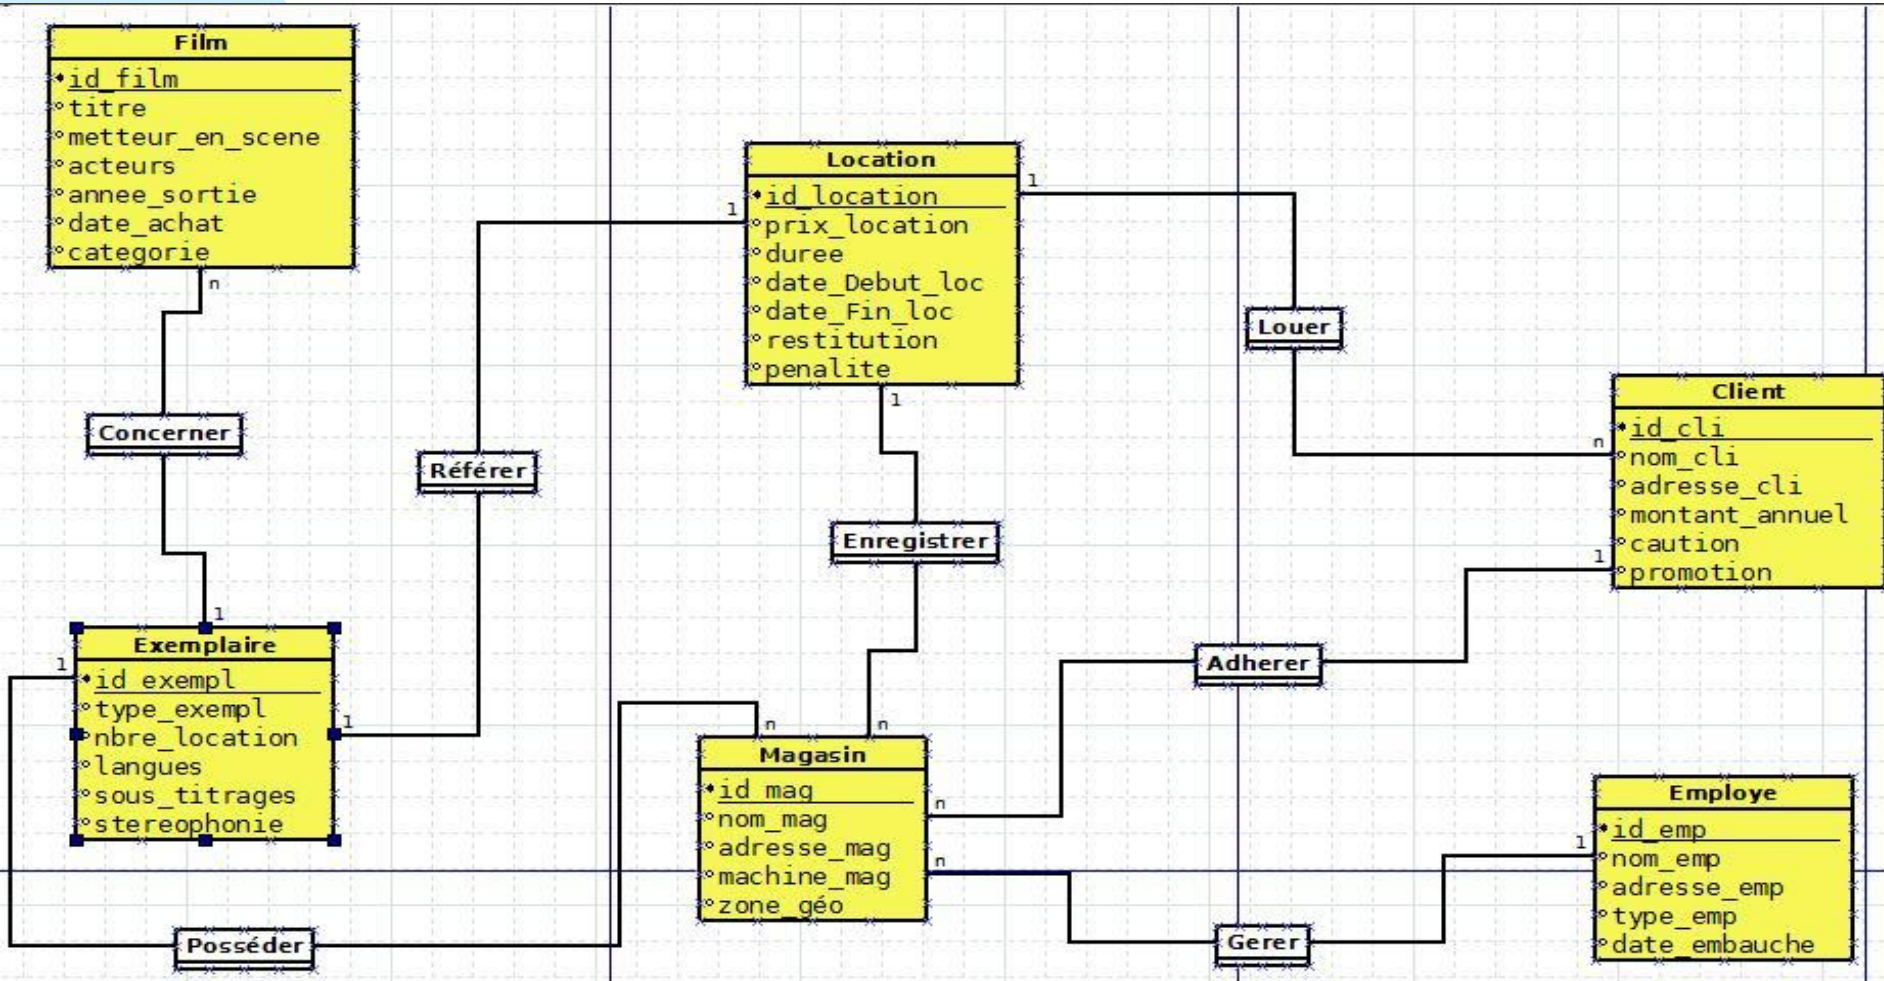 Film
id_film
titre
metteur_en_scene
acteurs
annee_sortie
date_achat
categorie
n
Concerner
1
Exemplaire
1
id_exempl
type_exempl
nbre_location
1
langues
sous_titrages
stereophonie
Posséder
Référer
1
Location
id_location
1
prix_location
duree
date_Debut_loc
date_Fin_loc
restitution
penalite
1
Enregistrer
n
n
Magasin
id_mag
n
nom_mag
adresse_mag
n
machine_mag
zone_géo
Louer
Client
id_cli
n
nom_cli
adresse_cli
montant_annuel
caution
1
promotion
Adherer
Employe
id_emp
1
nom_emp
adresse_emp
type_emp
date_embauche
Gerer